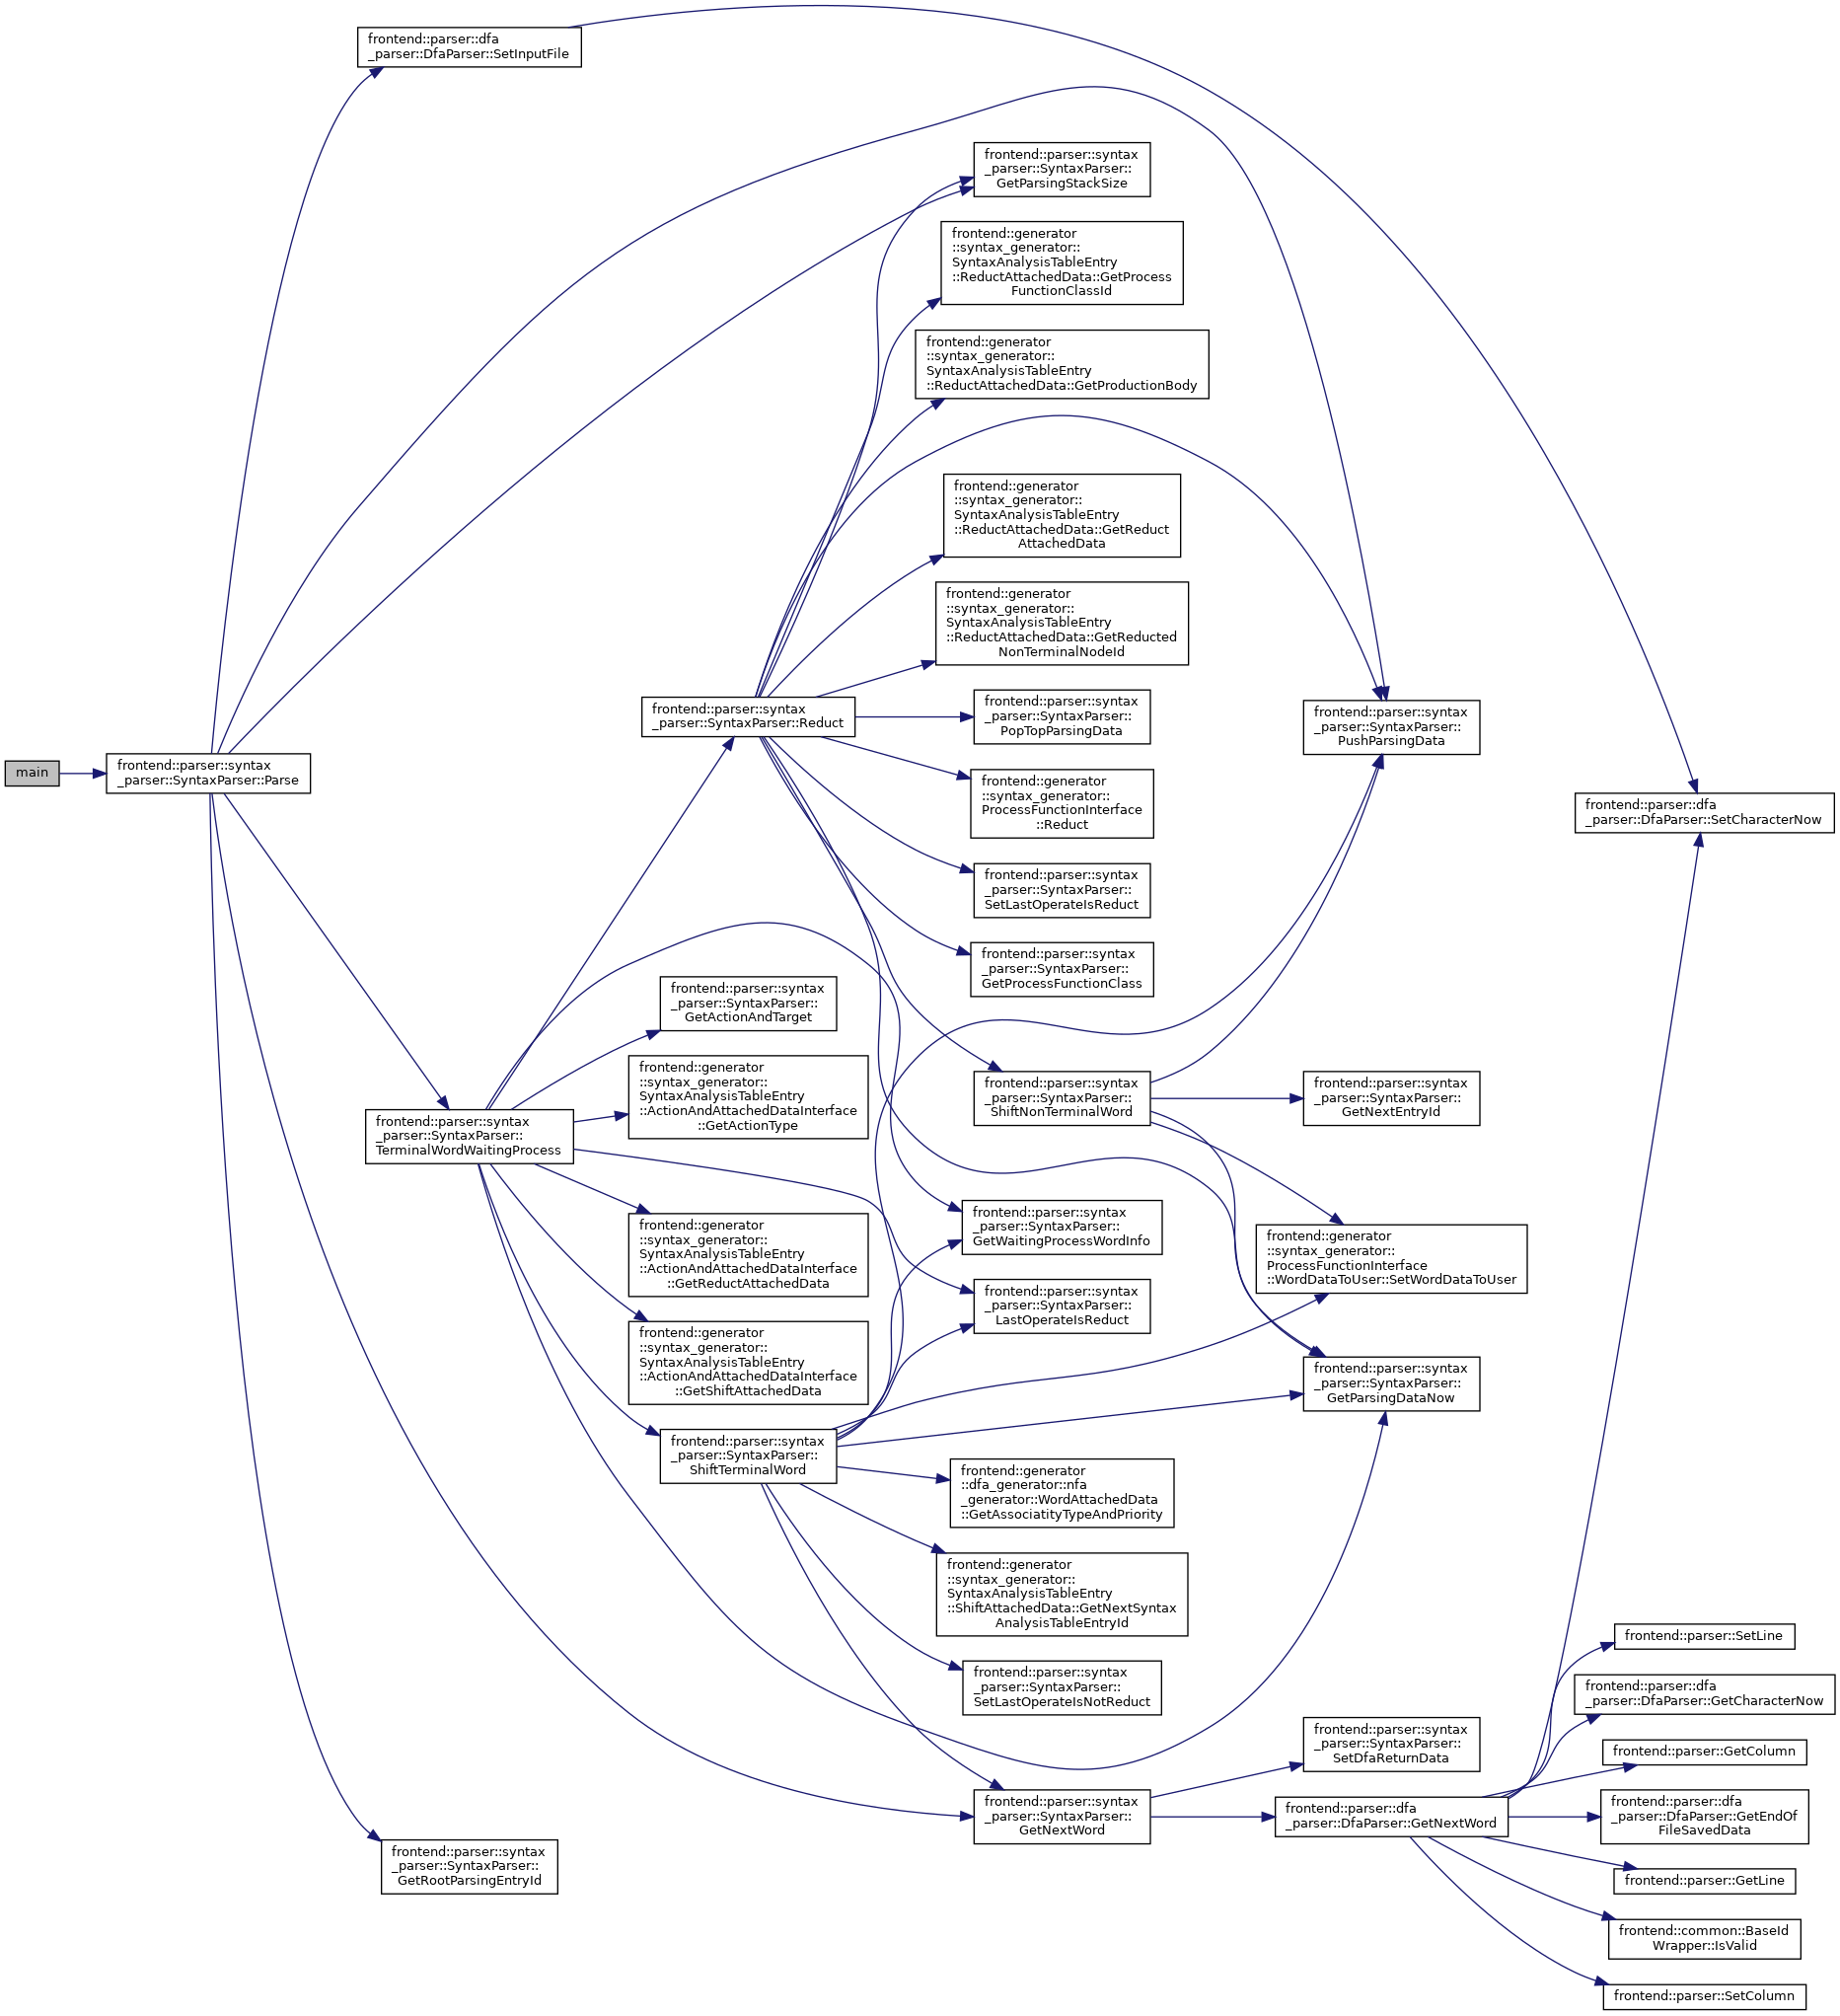 frontend::parser::dfa
_parser::DfaParser::SetInputFile
frontend::parser::syntax
_parser::SyntaxParser::
GetParsingStackSize
frontend::generator
::syntax_generator::
SyntaxAnalysisTableEntry
::ReductAttachedData::GetProcess
FunctionClassId
frontend::generator
::syntax_generator::
SyntaxAnalysisTableEntry
::ReductAttachedData::GetProductionBody
frontend::generator
::syntax_generator::
SyntaxAnalysisTableEntry
::ReductAttachedData::GetReduct
AttachedData
frontend::generator
::syntax_generator::
SyntaxAnalysisTableEntry
::ReductAttachedData::GetReducted
NonTerminalNodeId
frontend::parser::syntax
_parser::SyntaxParser::Reduct
frontend::parser::syntax
_parser::SyntaxParser::
PopTopParsingData
frontend::parser::syntax
_parser::SyntaxParser::
PushParsingData
main
frontend::parser::syntax
_parser::SyntaxParser::Parse
frontend::generator
::syntax_generator::
ProcessFunctionInterface
::Reduct
frontend::parser::dfa
_parser::DfaParser::SetCharacterNow
frontend::parser::syntax
_parser::SyntaxParser::
SetLastOperateIsReduct
frontend::parser::syntax
_parser::SyntaxParser::
GetProcessFunctionClass
frontend::parser::syntax
_parser::SyntaxParser::
GetActionAndTarget
frontend::generator
::syntax_generator::
SyntaxAnalysisTableEntry
::ActionAndAttachedDataInterface
::GetActionType
frontend::parser::syntax
_parser::SyntaxParser::
ShiftNonTerminalWord
frontend::parser::syntax
_parser::SyntaxParser::
GetNextEntryId
frontend::parser::syntax
_parser::SyntaxParser::
TerminalWordWaitingProcess
frontend::generator
::syntax_generator::
SyntaxAnalysisTableEntry
::ActionAndAttachedDataInterface
::GetReductAttachedData
frontend::parser::syntax
_parser::SyntaxParser::
GetWaitingProcessWordInfo
frontend::generator
::syntax_generator::
ProcessFunctionInterface
::WordDataToUser::SetWordDataToUser
frontend::parser::syntax
_parser::SyntaxParser::
LastOperateIsReduct
frontend::generator
::syntax_generator::
SyntaxAnalysisTableEntry
::ActionAndAttachedDataInterface
::GetShiftAttachedData
frontend::parser::syntax
_parser::SyntaxParser::
GetParsingDataNow
frontend::parser::syntax
_parser::SyntaxParser::
ShiftTerminalWord
frontend::generator
::dfa_generator::nfa
_generator::WordAttachedData
::GetAssociatityTypeAndPriority
frontend::generator
::syntax_generator::
SyntaxAnalysisTableEntry
::ShiftAttachedData::GetNextSyntax
AnalysisTableEntryId
frontend::parser::SetLine
frontend::parser::syntax
_parser::SyntaxParser::
SetLastOperateIsNotReduct
frontend::parser::dfa
_parser::DfaParser::GetCharacterNow
frontend::parser::syntax
_parser::SyntaxParser::
SetDfaReturnData
frontend::parser::GetColumn
frontend::parser::syntax
_parser::SyntaxParser::
GetNextWord
frontend::parser::dfa
_parser::DfaParser::GetNextWord
frontend::parser::dfa
_parser::DfaParser::GetEndOf
FileSavedData
frontend::parser::syntax
_parser::SyntaxParser::
GetRootParsingEntryId
frontend::parser::GetLine
frontend::common::BaseId
Wrapper::IsValid
frontend::parser::SetColumn